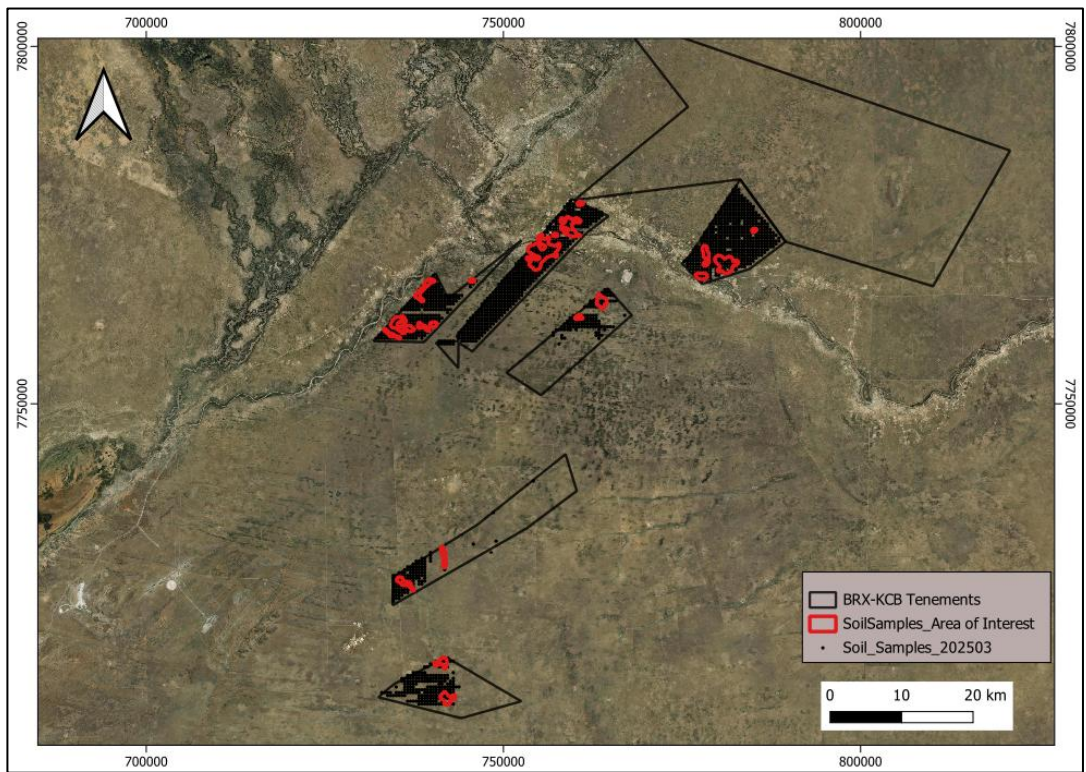 700000 750000 800000
7800000 7800000
7750000 7750000
BRX-KCB Tenements
SoilSamples_Area of Interest
Soil_Samples_202503
0 10 20 km
700000 750000 800000